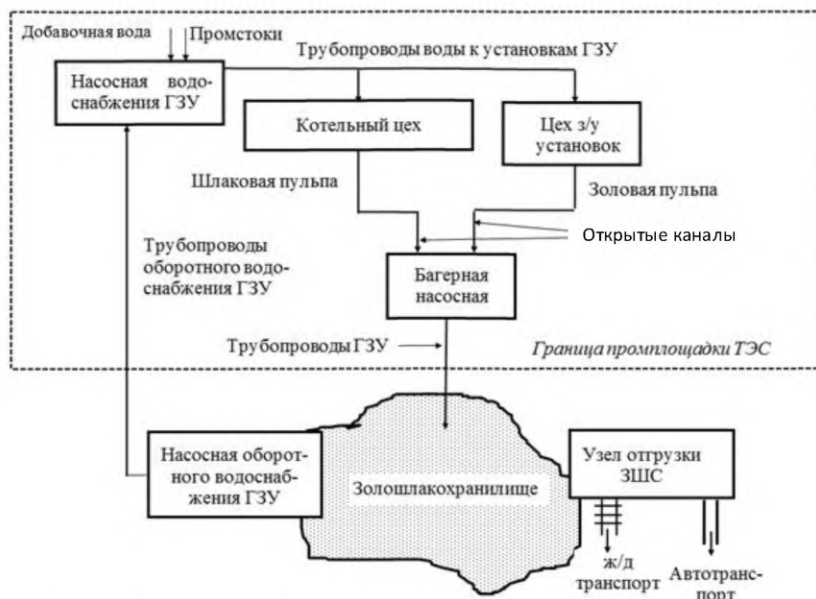 Добавочная вода
Промстоки
Трубопроводы воды к установкам ГЗУ
Насосная водо-
снабжения ГЗУ
Котельный цех
Цех з/у
установок
Шлаковая пульпа
Золовая пульпа
Открытые каналы
Трубопроводы
оборотного водо-
снабжения ГЗУ
Багерная
насосная
Трубопроводы ГЗУ
Граница промплощадки ТЭС
Насосная оборот-
ного водоснаб-
жения ГЗУ
Золошлакохранилище
Узел отгрузки
ЗШС
ж/д
транспорт
Автотранс-
порт